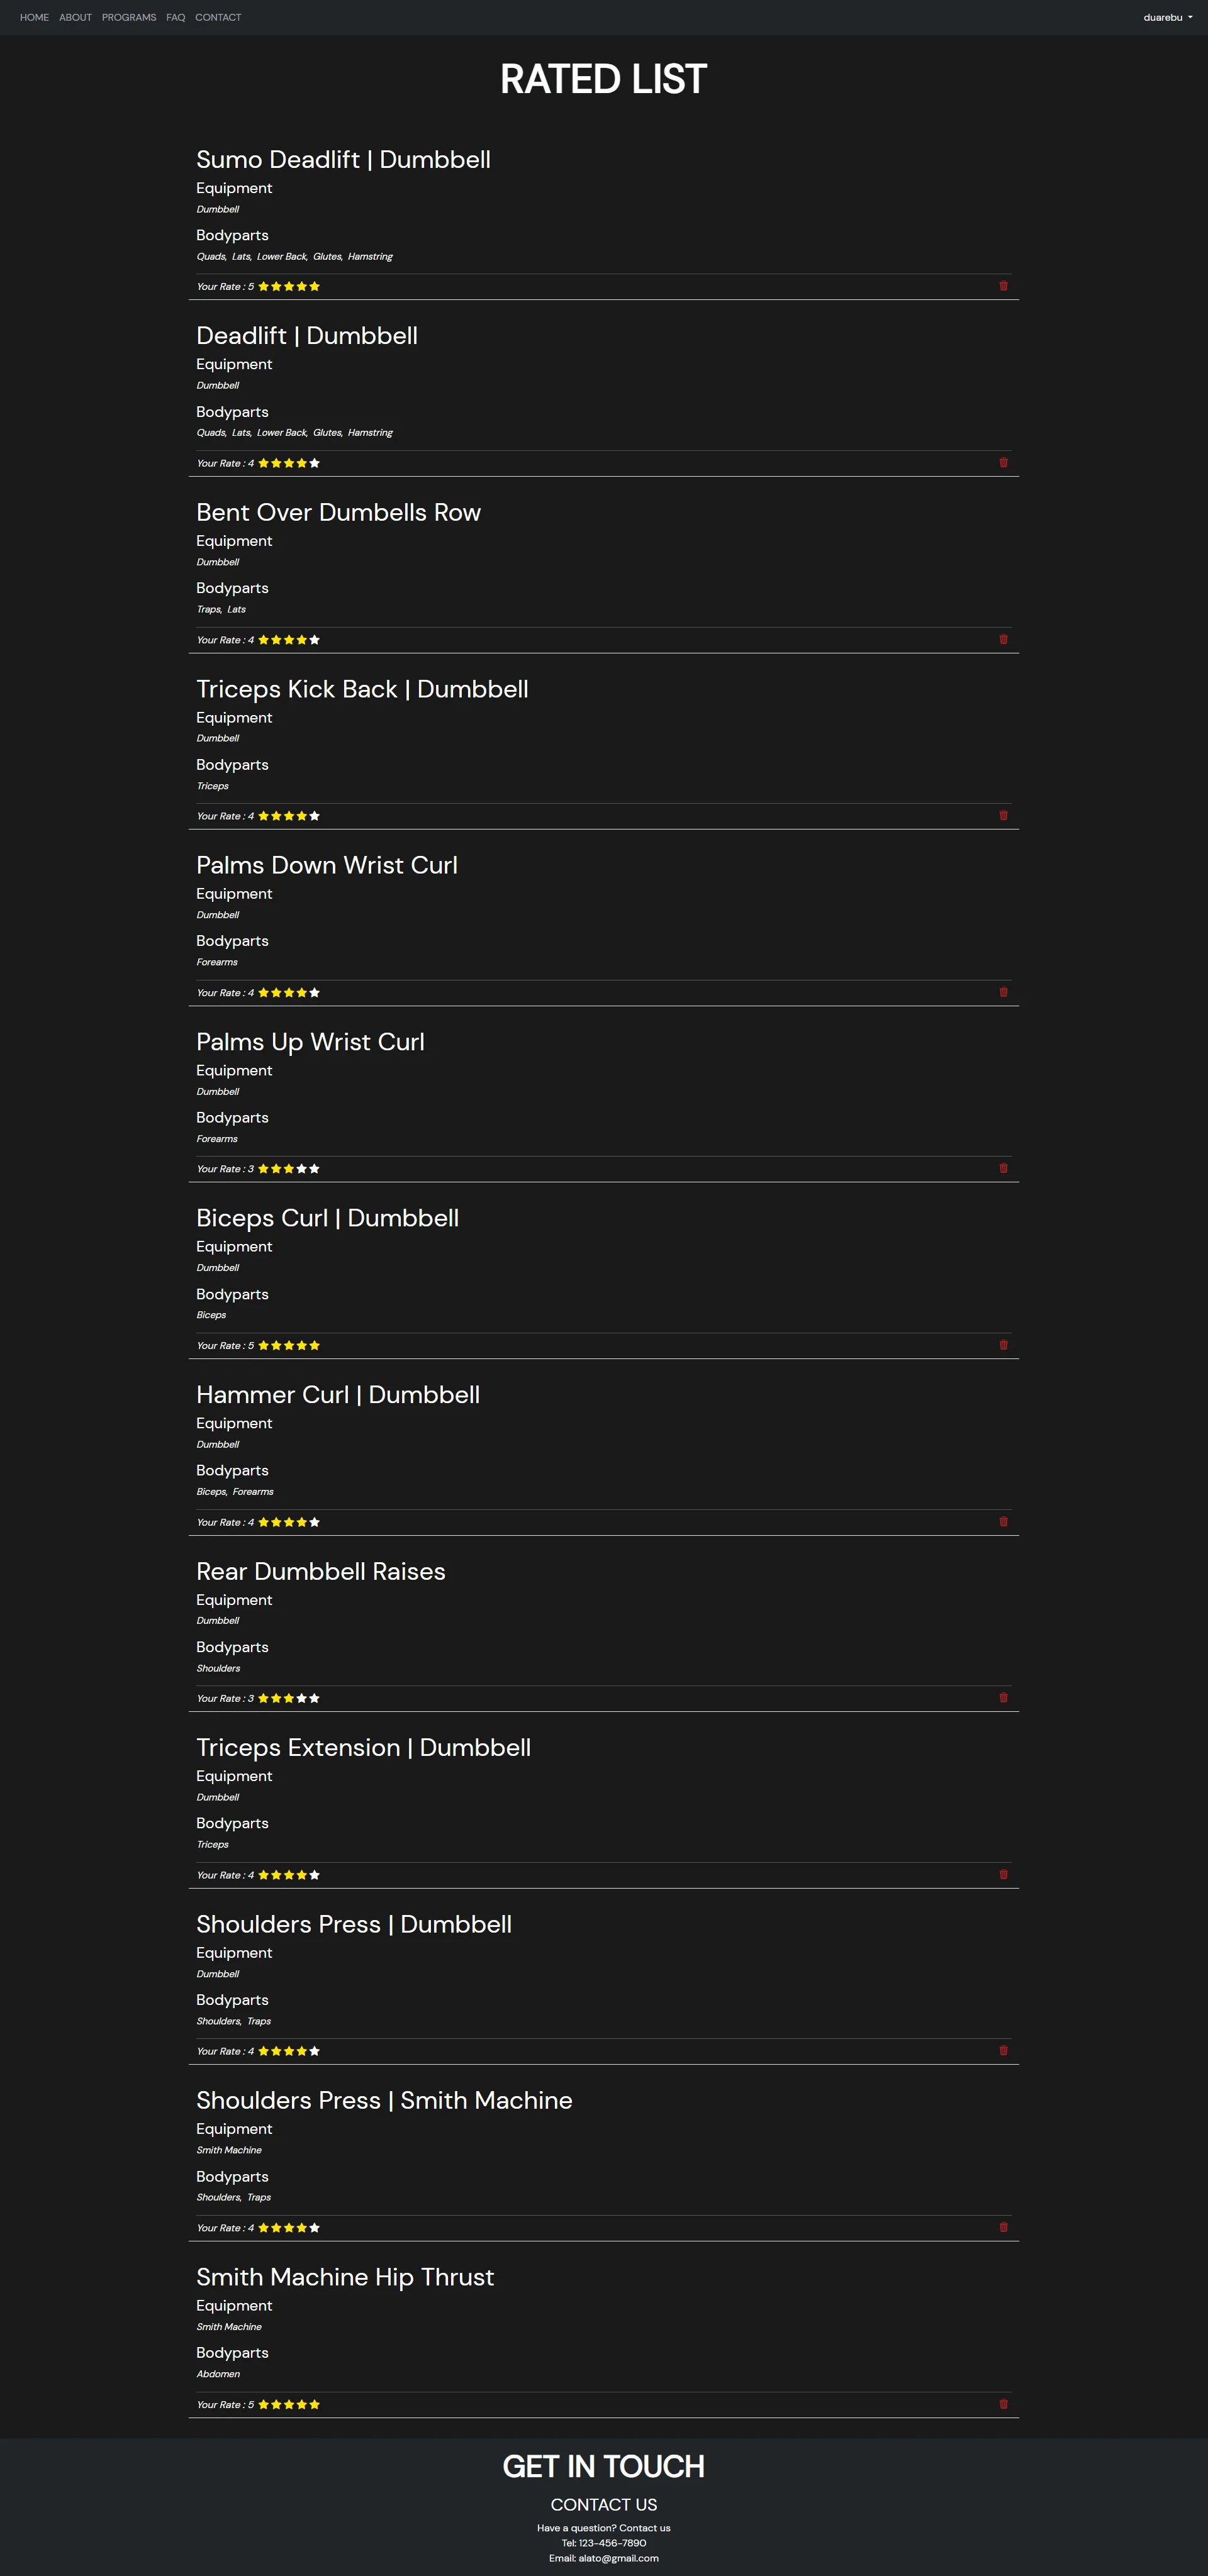 HOME ABOUT PROGRAMS FAQ CONTACT duarebu
RATED LIST
Sumo Deadlift | Dumbbell
Equipment
Dumbbell
Bodyparts
Quads, Lats, Lower Back, Glutes, Hamstring
Your Rate : 5
Deadlift | Dumbbell
Equipment
Dumbbell
Bodyparts
Quads, Lats, Lower Back, Glutes, Hamstring
Your Rate : 4
Bent Over Dumbells Row
Equipment
Dumbbell
Bodyparts
Traps, Lats
Your Rate : 4
Triceps Kick Back | Dumbbell
Equipment
Dumbbell
Bodyparts
Triceps
Your Rate : 4
Palms Down Wrist Curl
Equipment
Dumbbell
Bodyparts
Forearms
Your Rate : 4
Palms Up Wrist Curl
Equipment
Dumbbell
Bodyparts
Forearms
Your Rate : 3
Biceps Curl | Dumbbell
Equipment
Dumbbell
Bodyparts
Biceps
Your Rate : 5
Hammer Curl | Dumbbell
Equipment
Dumbbell
Bodyparts
Biceps, Forearms
Your Rate : 4
Rear Dumbbell Raises
Equipment
Dumbbell
Bodyparts
Shoulders
Your Rate : 3
Triceps Extension | Dumbbell
Equipment
Dumbbell
Bodyparts
Triceps
Your Rate : 4
Shoulders Press | Dumbbell
Equipment
Dumbbell
Bodyparts
Shoulders, Traps
Your Rate : 4
Shoulders Press | Smith Machine
Equipment
Smith Machine
Bodyparts
Shoulders, Traps
Your Rate : 4
Smith Machine Hip Thrust
Equipment
Smith Machine
Bodyparts
Abdomen
Your Rate : 5
GET IN TOUCH
CONTACT US
Have a question? Contact us
Tel: 123-456-7890
Email: alato@gmail.com